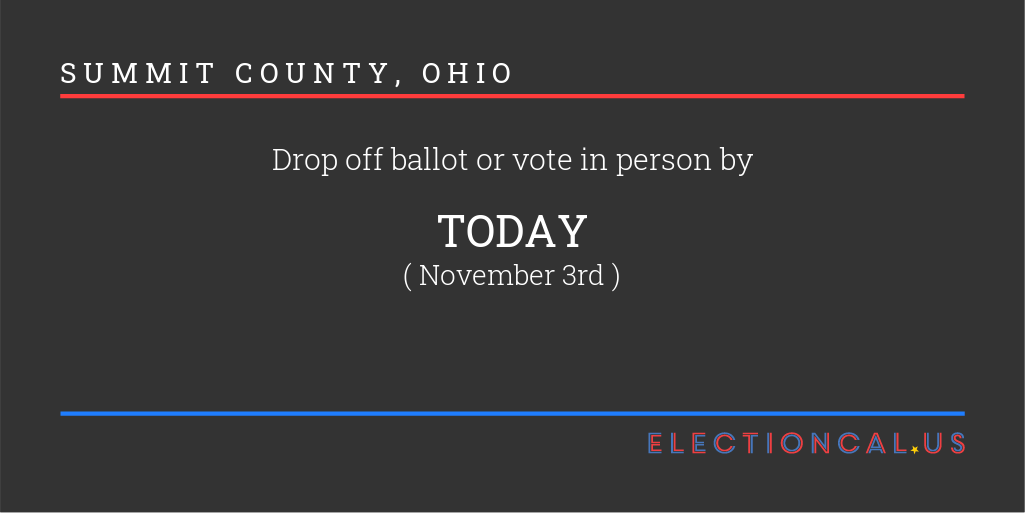 SUMMIT COUNTY, OHIO
Drop off ballot or vote in person by
TODAY
( November 3rd )
ELECTIONCAL.US